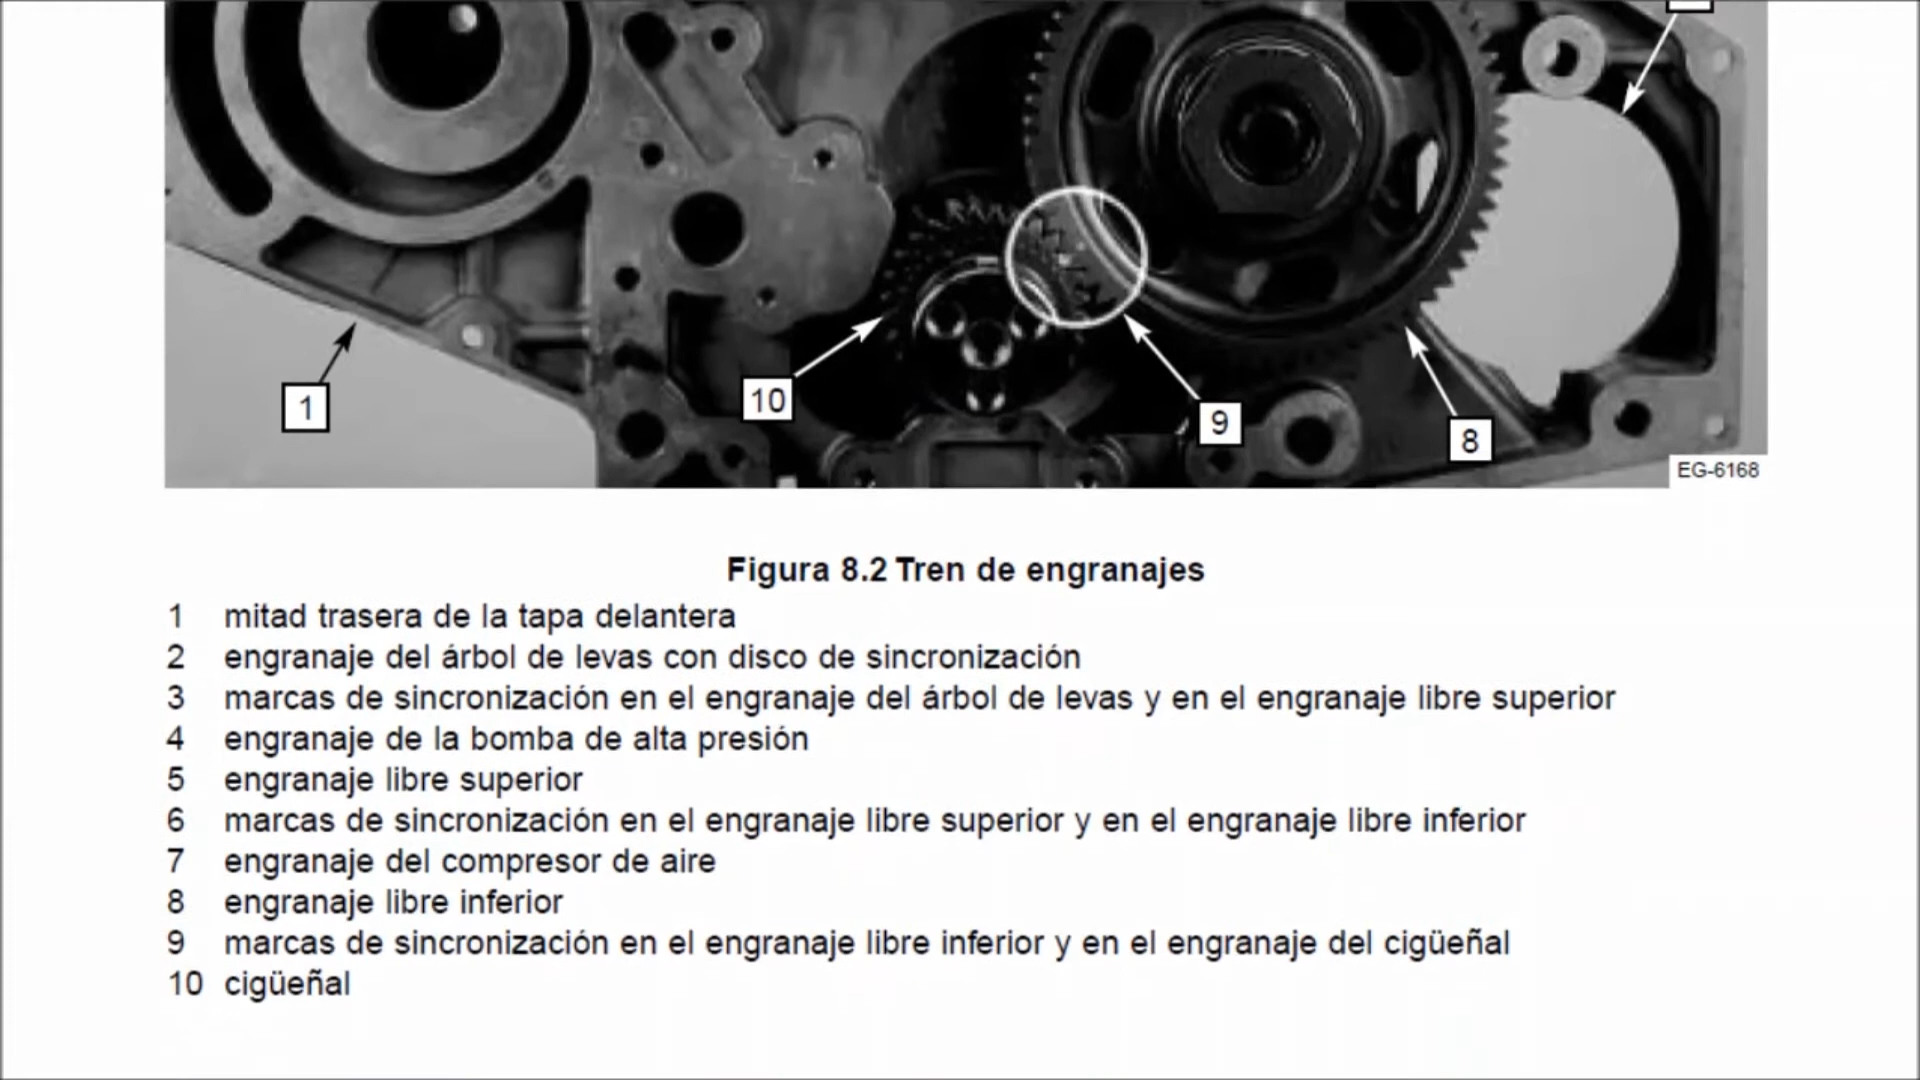 1
10
9
8
EG-6168
Figura 8.2 Tren de engranajes
1 mitad trasera de la tapa delantera
2 engranaje del árbol de levas con disco de sincronización
3 marcas de sincronización en el engranaje del árbol de levas y en el engranaje libre superior
4 engranaje de la bomba de alta presión
5 engranaje libre superior
6 marcas de sincronización en el engranaje libre superior y en el engranaje libre inferior
7 engranaje del compresor de aire
8 engranaje libre inferior
9 marcas de sincronización en el engranaje libre inferior y en el engranaje del cigüeñal
10 cigüeñal